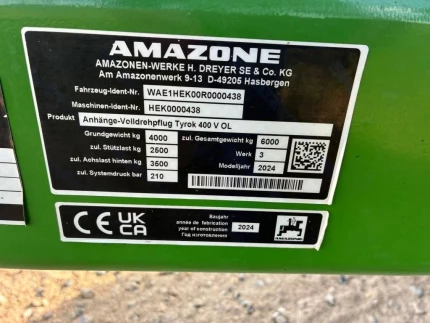 AMAZONE
AMAZONEN-WERKE H. DREYER SE & Co. KG
Am Amazonenwerk 9-13 D-49205 Hasbergen
Fahrzeug-Ident-Nr. WAE1HEK00R0000438
Maschinen-Ident-Nr. HEK0000438
Produkt Anhänge-Volldrehpflug Tyrok 400 V OL
Grundgewicht kg 4000 zul. Gesamtgewicht kg 6000
zul. Stützlast kg 2500 Werk 3
zul. Achslast hinten kg 3500 Modelljahr 2024
zul. Systemdruck bar 210
CE UK CA
Baujahr
année de fabrication
year of construction 2024
Год изготовления
AMAZONE